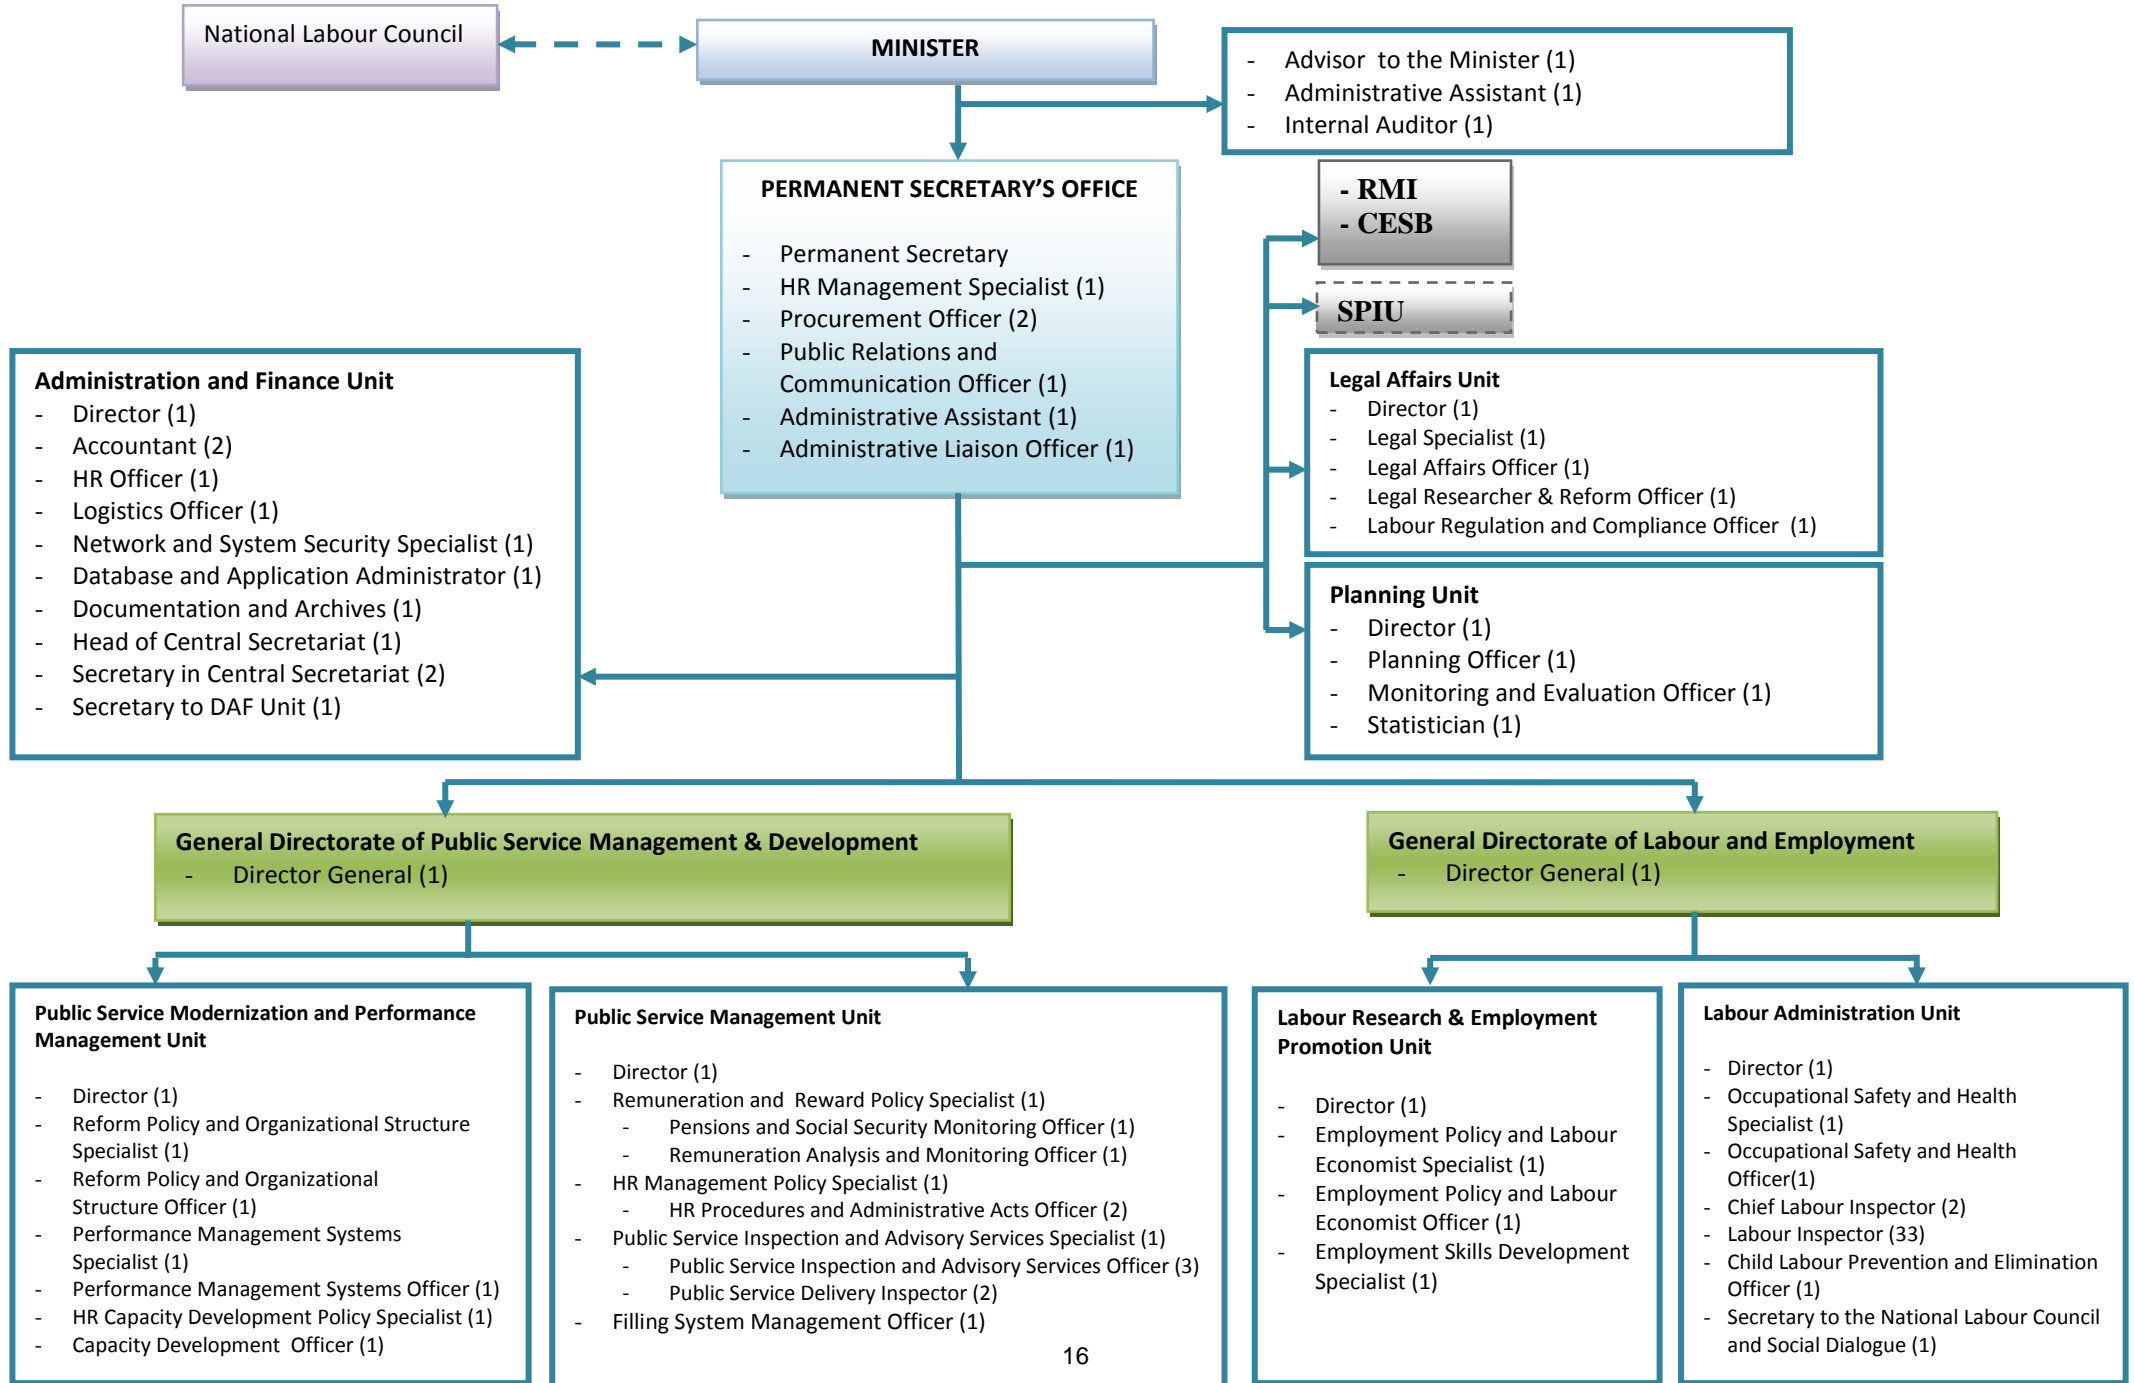 National Labour Council
MINISTER
- Advisor  to the Minister (1)
- Administrative Assistant (1)
- Internal Auditor (1)
PERMANENT SECRETARY’S OFFICE
- Permanent Secretary
- HR Management Specialist (1)
- Procurement Officer (2)
- Public Relations and
Communication Officer (1)
- Administrative Assistant (1)
- Administrative Liaison Officer (1)
- RMI
- CESB
SPIU
Administration and Finance Unit
- Director (1)
- Accountant (2)
- HR Officer (1)
- Logistics Officer (1)
- Network and System Security Specialist (1)
- Database and Application Administrator (1)
- Documentation and Archives (1)
- Head of Central Secretariat (1)
- Secretary in Central Secretariat (2)
- Secretary to DAF Unit (1)
Legal Affairs Unit
- Director (1)
- Legal Specialist (1)
- Legal Affairs Officer (1)
- Legal Researcher & Reform Officer (1)
- Labour Regulation and Compliance Officer  (1)
Planning Unit
- Director (1)
- Planning Officer (1)
- Monitoring and Evaluation Officer (1)
- Statistician (1)
General Directorate of Public Service Management & Development
- Director General (1)
General Directorate of Labour and Employment
- Director General (1)
Public Service Modernization and Performance
Management Unit
- Director (1)
- Reform Policy and Organizational Structure
Specialist (1)
- Reform Policy and Organizational
Structure Officer (1)
- Performance Management Systems
Specialist (1)
- Performance Management Systems Officer (1)
- HR Capacity Development Policy Specialist (1)
- Capacity Development  Officer (1)
Public Service Management Unit
- Director (1)
- Remuneration and  Reward Policy Specialist (1)
- Pensions and Social Security Monitoring Officer (1)
- Remuneration Analysis and Monitoring Officer (1)
- HR Management Policy Specialist (1)
- HR Procedures and Administrative Acts Officer (2)
- Public Service Inspection and Advisory Services Specialist (1)
- Public Service Inspection and Advisory Services Officer (3)
- Public Service Delivery Inspector (2)
- Filling System Management Officer (1)
Labour Research & Employment
Promotion Unit
- Director (1)
- Employment Policy and Labour
Economist Specialist (1)
- Employment Policy and Labour
Economist Officer (1)
- Employment Skills Development
Specialist (1)
Labour Administration Unit
- Director (1)
- Occupational Safety and Health
Specialist (1)
- Occupational Safety and Health
Officer(1)
- Chief Labour Inspector (2)
- Labour Inspector (33)
- Child Labour Prevention and Elimination
Officer (1)
- Secretary to the National Labour Council
and Social Dialogue (1)
16